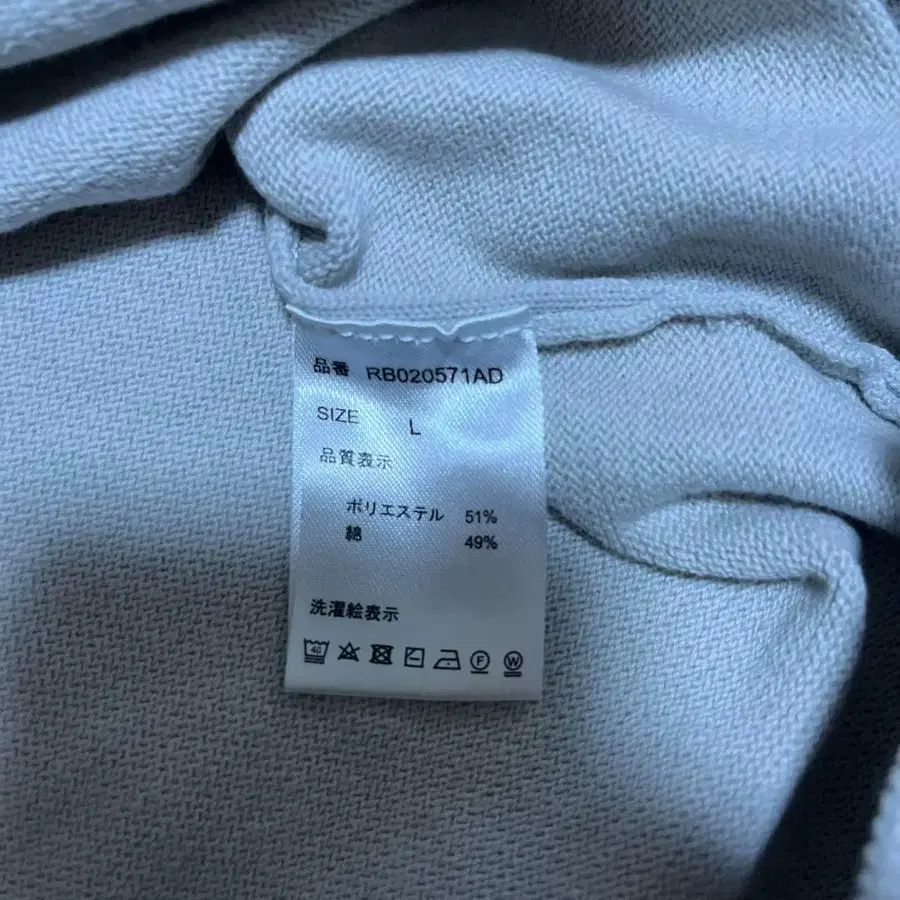 品番 RB020571AD
SIZE L
品質表示
ポリエステル 51%
綿 49%
洗濯絵表示
40 F W